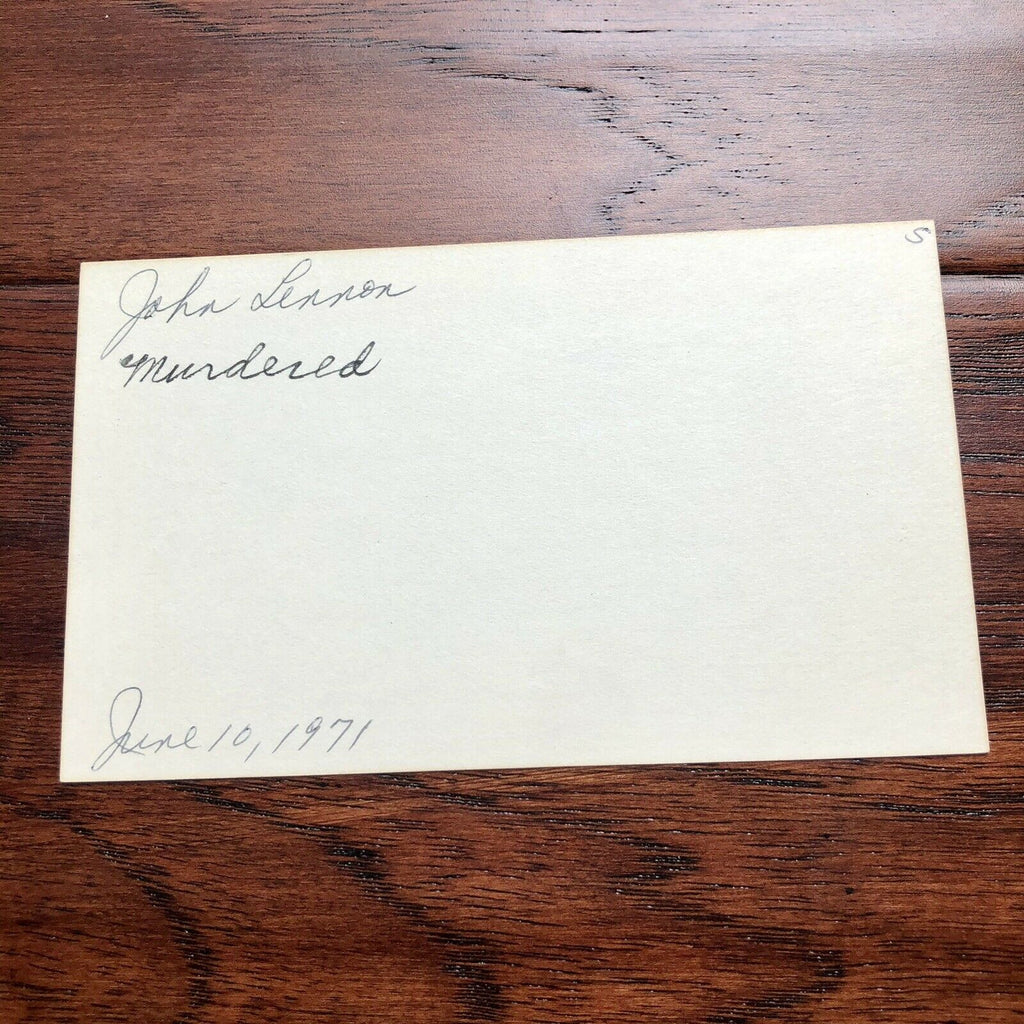 S
John Lennon
Murdered
June 10, 1971